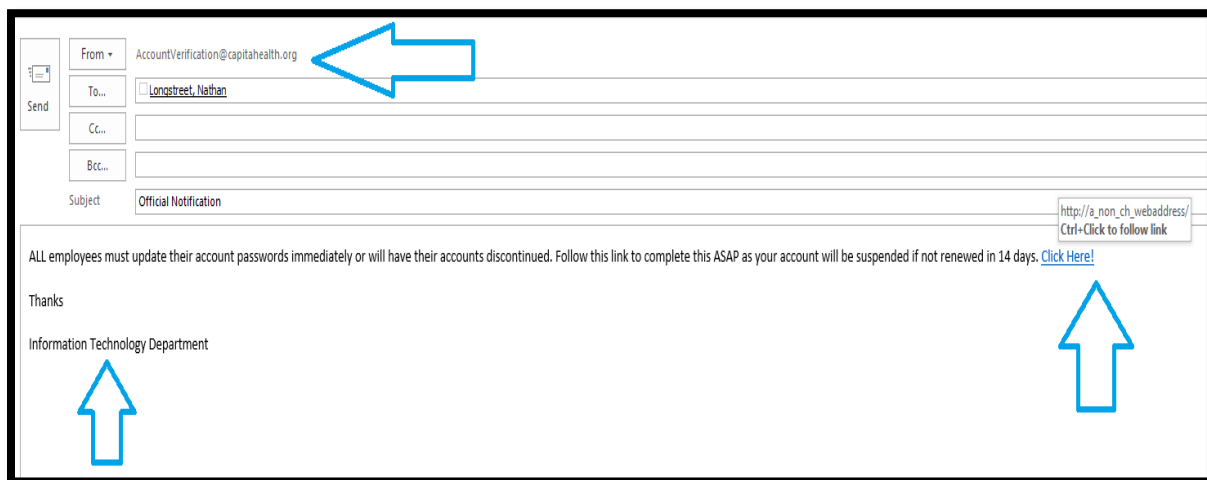 From
AccountVerification@capitahealth.org
Send
To...
Longstreet, Nathan
Cc...
Bcc...
Subject
Official Notification
http://a_non_ch_webaddress/
Ctrl+Click to follow link
ALL employees must update their account passwords immediately or will have their accounts discontinued. Follow this link to complete this ASAP as your account will be suspended if not renewed in 14 days. Click Here!
Thanks
Information Technology Department